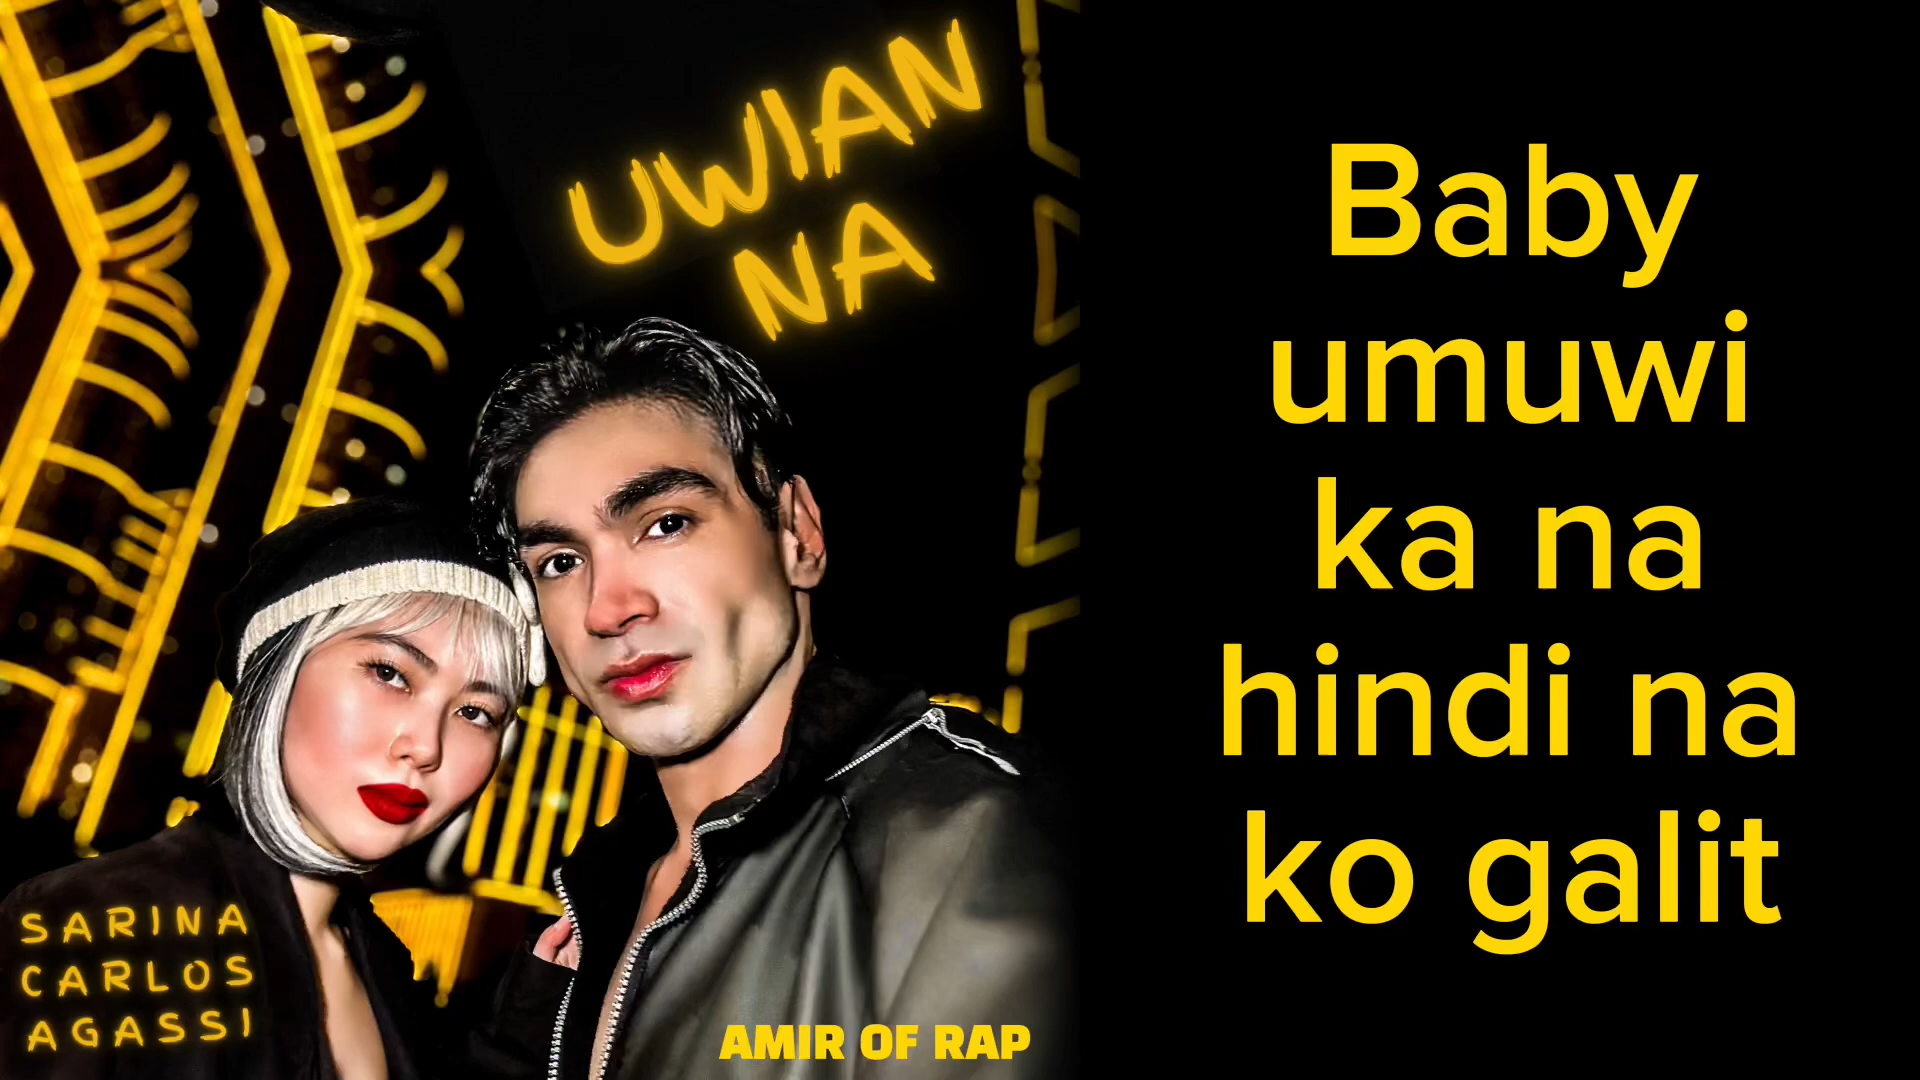 UWIAN
NA
SARINA
CARLOS
AGASSI
AMIR OF RAP
Baby
umuwi
ka na
hindi na
ko galit